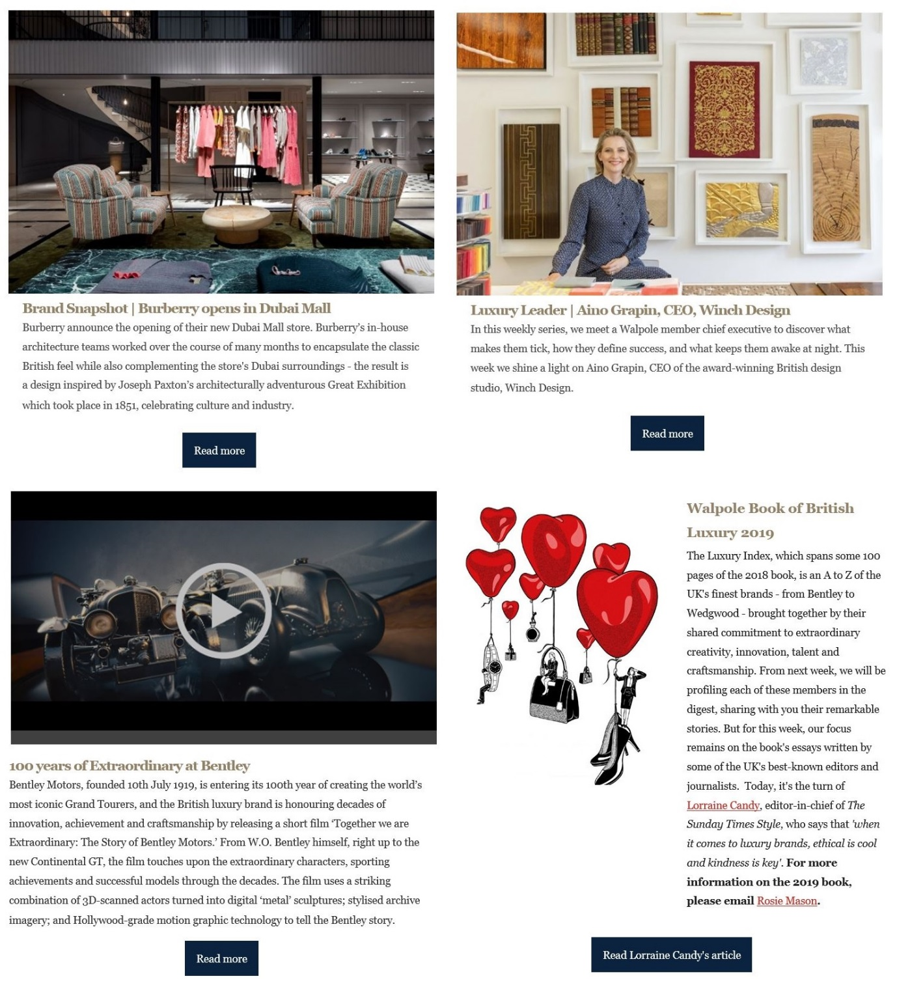 Brand Snapshot | Burberry opens in Dubai Mall
Burberry announce the opening of their new Dubai Mall store. Burberry’s in-house
architecture teams worked over the course of many months to encapsulate the classic
British feel while also complementing the store's Dubai surroundings - the result is
a design inspired by Joseph Paxton’s architecturally adventurous Great Exhibition
which took place in 1851, celebrating culture and industry.
Read more
Luxury Leader | Aino Grapin, CEO, Winch Design
In this weekly series, we meet a Walpole member chief executive to discover what
makes them tick, how they define success, and what keeps them awake at night. This
week we shine a light on Aino Grapin, CEO of the award-winning British design
studio, Winch Design.
Read more
100 years of Extraordinary at Bentley
Bentley Motors, founded 10th July 1919, is entering its 100th year of creating the world’s
most iconic Grand Tourers, and the British luxury brand is honouring decades of
innovation, achievement and craftsmanship by releasing a short film ‘Together we are
Extraordinary: The Story of Bentley Motors.’ From W.O. Bentley himself, right up to the
new Continental GT, the film touches upon the extraordinary characters, sporting
achievements and successful models through the decades. The film uses a striking
combination of 3D-scanned actors turned into digital ‘metal’ sculptures; stylised archive
imagery; and Hollywood-grade motion graphic technology to tell the Bentley story.
Read more
Walpole Book of British
Luxury 2019
The Luxury Index, which spans some 100
pages of the 2018 book, is an A to Z of the
UK's finest brands - from Bentley to
Wedgwood - brought together by their
shared commitment to extraordinary
creativity, innovation, talent and
craftsmanship. From next week, we will be
profiling each of these members in the
digest, sharing with you their remarkable
stories. But for this week, our focus
remains on the book's essays written by
some of the UK's best-known editors and
journalists. Today, it's the turn of
Lorraine Candy, editor-in-chief of The
Sunday Times Style, who says that 'when
it comes to luxury brands, ethical is cool
and kindness is key'. For more
information on the 2019 book,
please email Rosie Mason.
Read Lorraine Candy's article